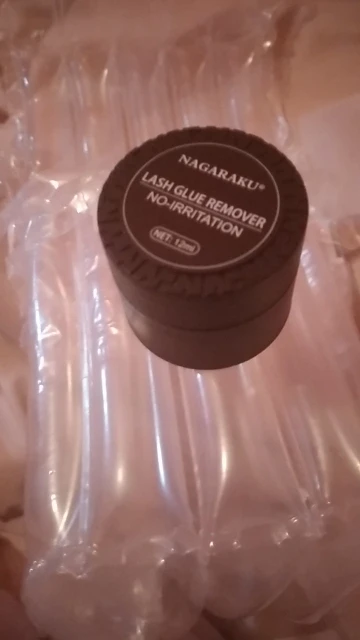 NAGARAKU®
LASH GLUE REMOVER
NO-IRRITATION
NET: 12ml